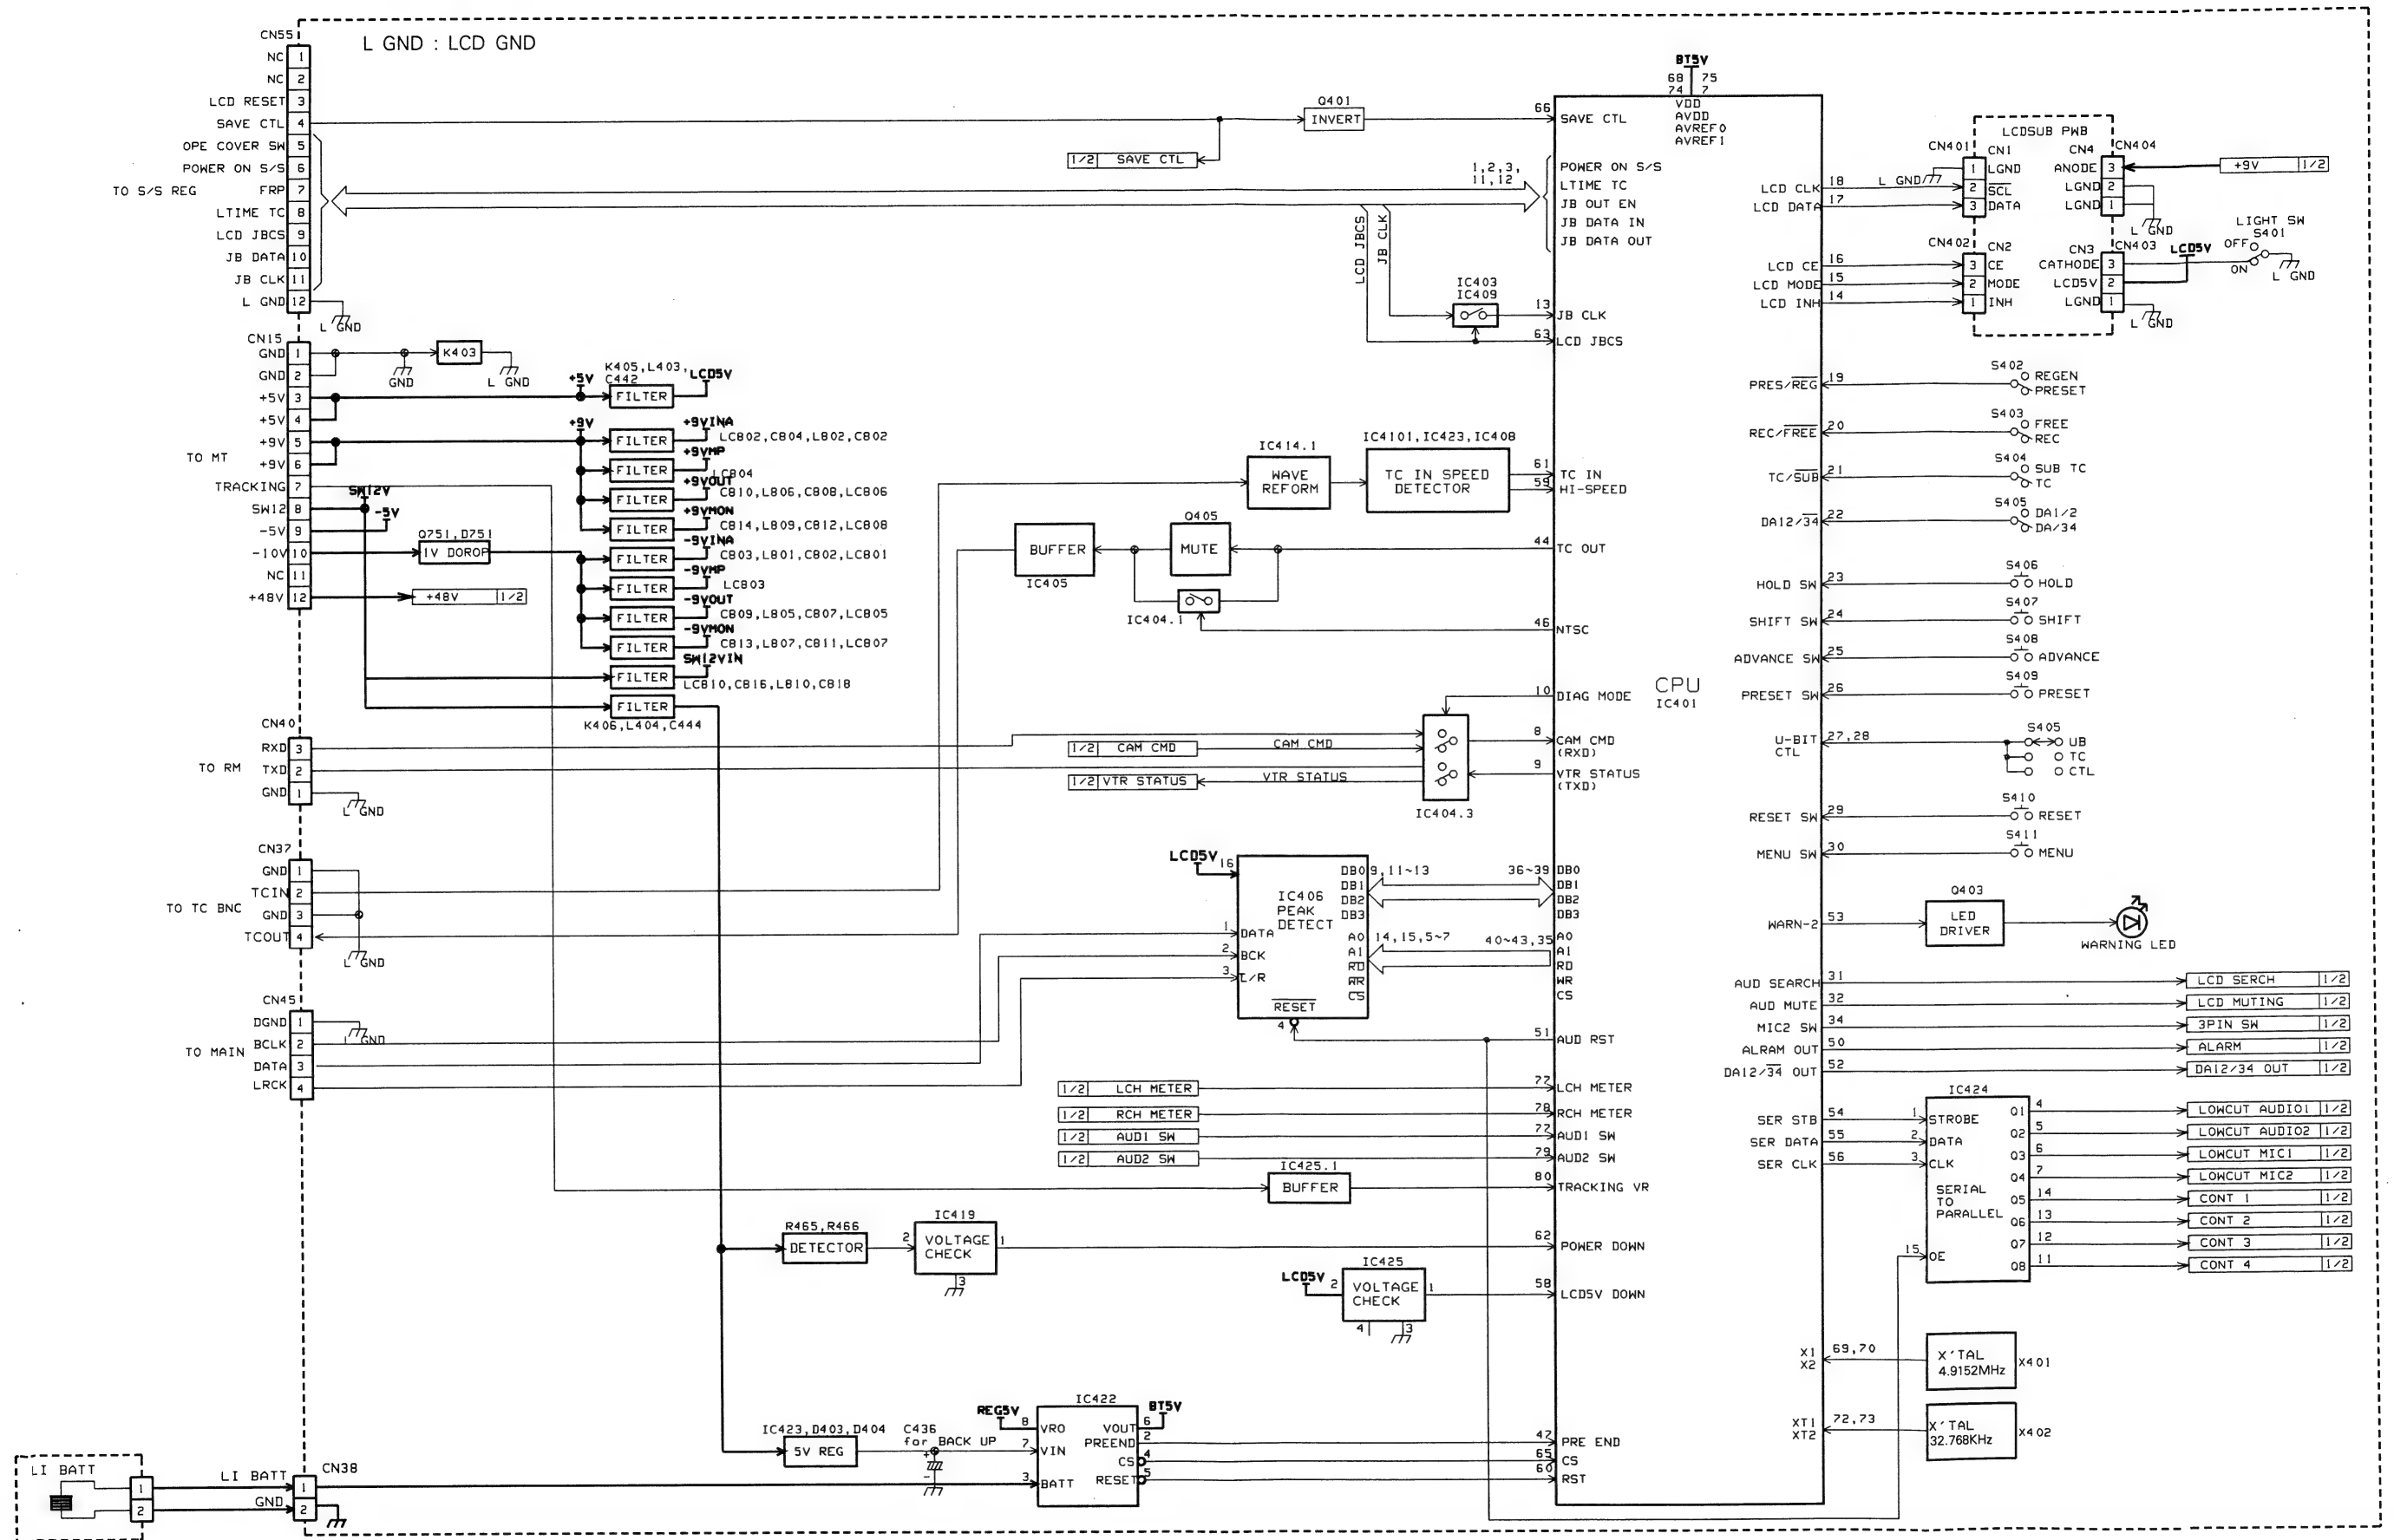 L GND : LCD GND
CN55
NC 1
NC 2
LCD RESET 3
SAVE CTL 4
OPE COVER SW 5
POWER ON S/S 6
TO S/S REG
FRP 7
LTIME TC 8
LCD JBCS 9
JB DATA 10
JB CLK 11
L GND 12
L GND
CN15
GND 1
GND 2
+5V 3
+5V 4
+9V 5
+9V 6
TO MT
TRACKING 7
SW12 8
-5V 9
-10V 10
NC 11
+48V 12
GND
K403
L GND
SW12V
-5V
Q751,D751
1V DOROP
+48V 1/2
+5V
K405,L403,
C442
LCD5V
FILTER
+9V
+9VINA
FILTER
LC802,C804,L802,C802
+9VMP
FILTER
LC804
+9VOUT
FILTER
C810,L806,C808,LC806
+9VMON
FILTER
C814,L809,C812,LC808
-9VINA
FILTER
C803,L801,C802,LC801
-9VMP
FILTER
LC803
-9VOUT
FILTER
C809,L805,C807,LC805
-9VMON
FILTER
C813,L807,C811,LC807
SW12VIN
FILTER
LC810,C816,L810,C818
FILTER
K406,L404,C444
CN40
RXD 3
TO RM
TXD 2
GND 1
L GND
CN37
GND 1
TCIN 2
TO TC BNC
GND 3
TCOUT 4
L GND
CN45
DGND 1
L GND
TO MAIN
BCLK 2
DATA 3
LRCK 4
LI BATT
1
2
LI BATT
GND
CN38
1
2
Q401
INVERT
1/2 SAVE CTL
LCD JBCS
JB CLK
IC403
IC409
IC414.1
WAVE
REFORM
IC4101,IC423,IC408
TC IN SPEED
DETECTOR
BUFFER
IC405
Q405
MUTE
IC404.1
1/2 CAM CMD
CAM CMD
1/2 VTR STATUS
VTR STATUS
IC404.3
LCD5V
16
IC406
PEAK
DETECT
1 DATA
2 BCK
3 L/R
RESET
4
DB0 9,11~13
DB1
DB2
DB3
A0 14,15,5~7
A1
RD
WR
CS
1/2 LCH METER
1/2 RCH METER
1/2 AUD1 SW
1/2 AUD2 SW
IC425.1
BUFFER
R465,R466
DETECTOR
IC419
2 VOLTAGE
CHECK 1
3
IC425
LCD5V 2
VOLTAGE
CHECK 1
4 3
IC423,D403,D404
5V REG
C436
for BACK UP
+
-
REG5V
IC422
BT5V
8 VRO
VOUT 6
PREEND 2
7 VIN
CS 4
3 BATT
RESET 5
BT5V
68 75
74 7
VDD
AVDD
AVREF0
AVREF1
CPU
IC401
66 SAVE CTL
1,2,3,
11,12
POWER ON S/S
LTIME TC
JB OUT EN
JB DATA IN
JB DATA OUT
13 JB CLK
63 LCD JBCS
61 TC IN
59 HI-SPEED
44 TC OUT
46 NTSC
10 DIAG MODE
8 CAM CMD
(RXD)
9 VTR STATUS
(TXD)
36~39 DB0
DB1
DB2
DB3
40~43,35 A0
A1
RD
WR
CS
51 AUD RST
77 LCH METER
78 RCH METER
77 AUD1 SW
79 AUD2 SW
80 TRACKING VR
62 POWER DOWN
58 LCD5V DOWN
47 PRE END
65 CS
60 RST
LCD CLK 18
LCD DATA 17
LCD CE 16
LCD MODE 15
LCD INH 14
PRES/REG 19
REC/FREE 20
TC/SUB 21
DA12/34 22
HOLD SW 23
SHIFT SW 24
ADVANCE SW 25
PRESET SW 26
U-BIT 27,28
CTL
RESET SW 29
MENU SW 30
WARN-2 53
AUD SEARCH 31
AUD MUTE 32
MIC2 SW 34
ALRAM OUT 50
DA12/34 OUT 52
SER STB 54
SER DATA 55
SER CLK 56
X1 69,70
X2
XT1 72,73
XT2
LCDSUB PWB
CN401 CN1
L GND
1 LGND
2 SCL
3 DATA
CN4 CN404
ANODE 3
LGND 2
LGND 1
L GND
+9V 1/2
CN402 CN2
3 CE
2 MODE
1 INH
CN3 CN403
CATHODE 3
LCD5V 2
LGND 1
L GND
LCD5V
LIGHT SW
S401
OFF
ON
L GND
S402
REGEN
PRESET
S403
FREE
REC
S404
SUB TC
TC
S405
DA1/2
DA/34
S406
HOLD
S407
SHIFT
S408
ADVANCE
S409
PRESET
S405
UB
TC
CTL
S410
RESET
S411
MENU
Q403
LED
DRIVER
WARNING LED
LCD SERCH 1/2
LCD MUTING 1/2
3PIN SW 1/2
ALARM 1/2
DA12/34 OUT 1/2
IC424
1 STROBE
2 DATA
3 CLK
SERIAL
TO
PARALLEL
15 OE
Q1 4 LOWCUT AUDIO1 1/2
Q2 5 LOWCUT AUDIO2 1/2
Q3 6 LOWCUT MIC1 1/2
Q4 7 LOWCUT MIC2 1/2
Q5 14 CONT 1 1/2
Q6 13 CONT 2 1/2
Q7 12 CONT 3 1/2
Q8 11 CONT 4 1/2
X'TAL
4.9152MHz
X401
X'TAL
32.768KHz
X402